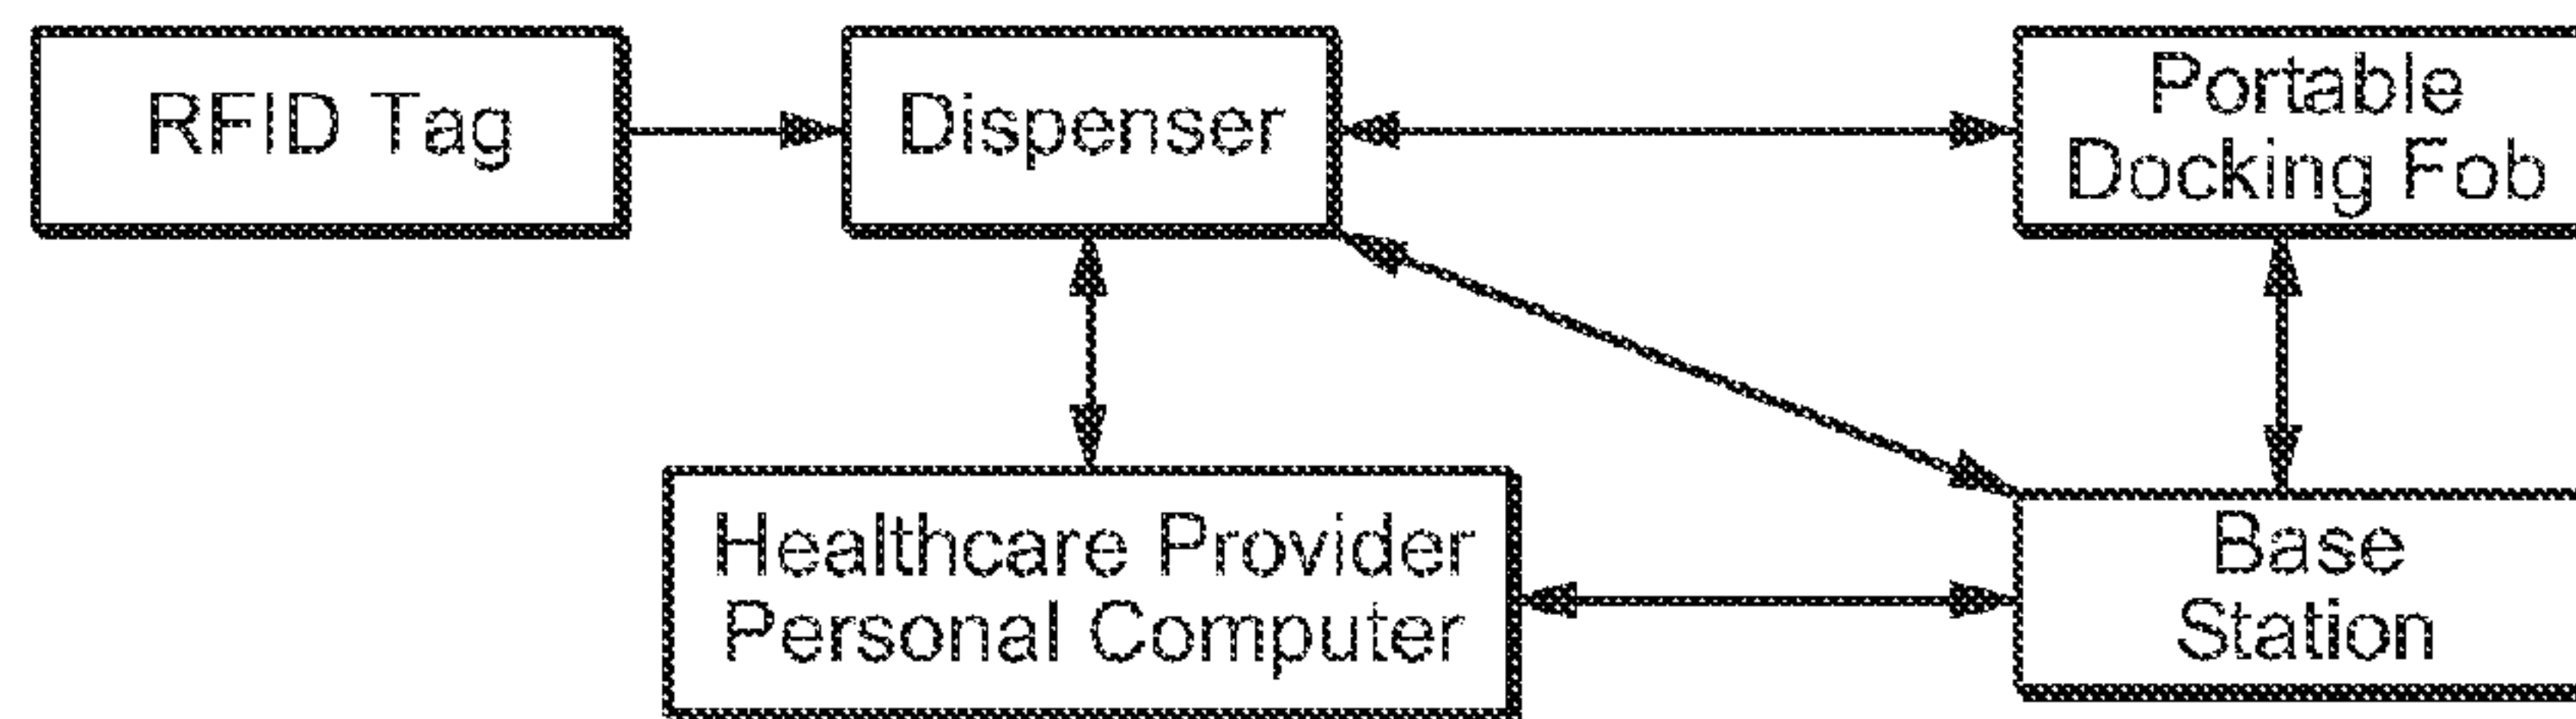 RFID Tag
Dispenser
Portable
Docking Fob
Healthcare Provider
Personal Computer
Base
Station